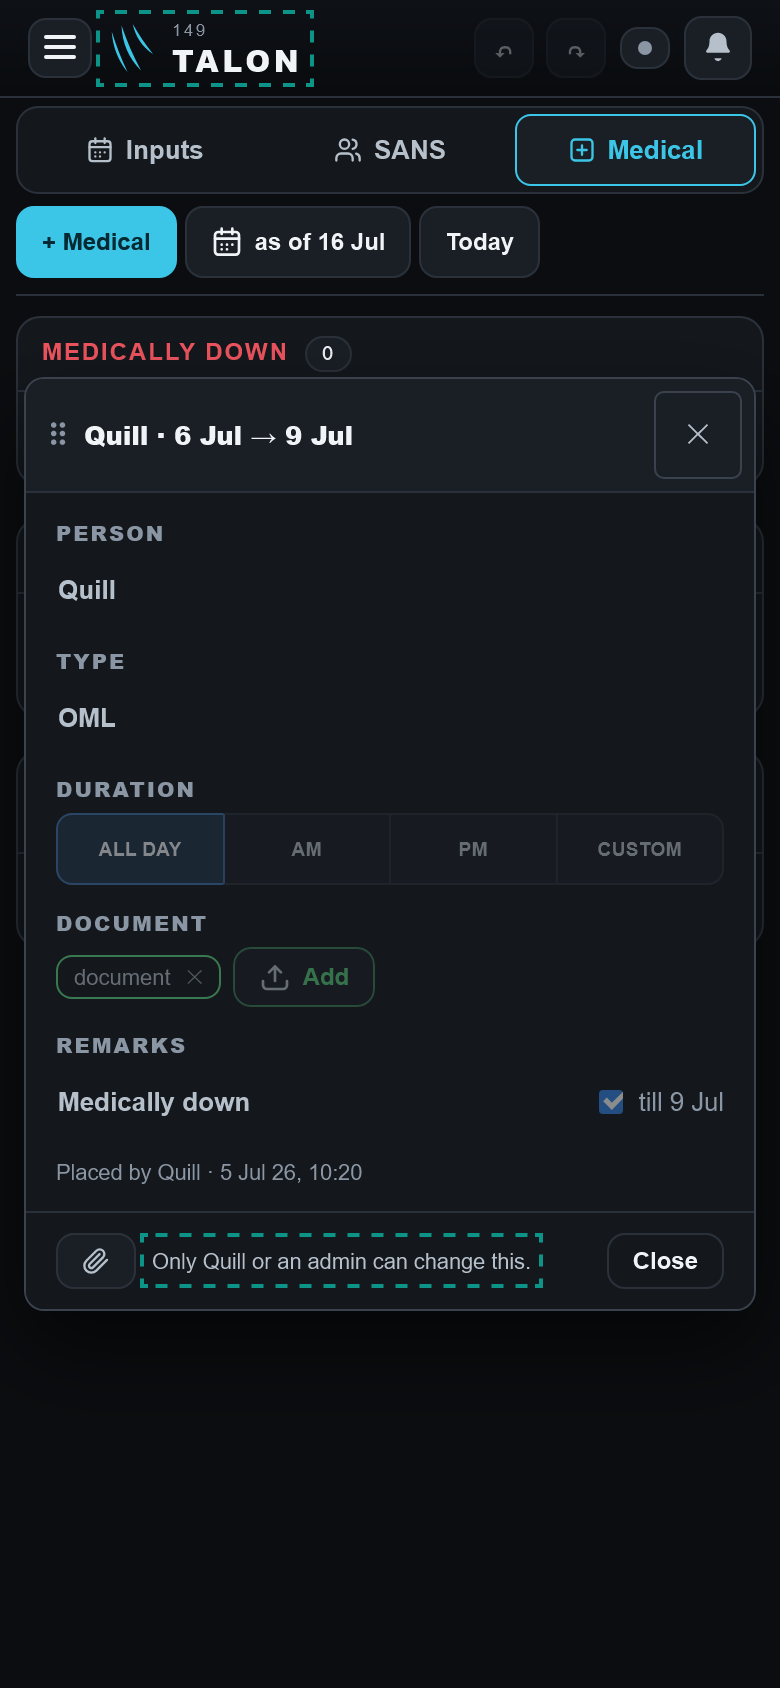 149
TALON
Inputs
SANS
Medical
+ Medical
as of 16 Jul
Today
MEDICALLY DOWN 0
Quill · 6 Jul → 9 Jul
PERSON
Quill
TYPE
OML
DURATION
ALL DAY
AM
PM
CUSTOM
DOCUMENT
document
Add
REMARKS
Medically down
till 9 Jul
Placed by Quill · 5 Jul 26, 10:20
Only Quill or an admin can change this.
Close